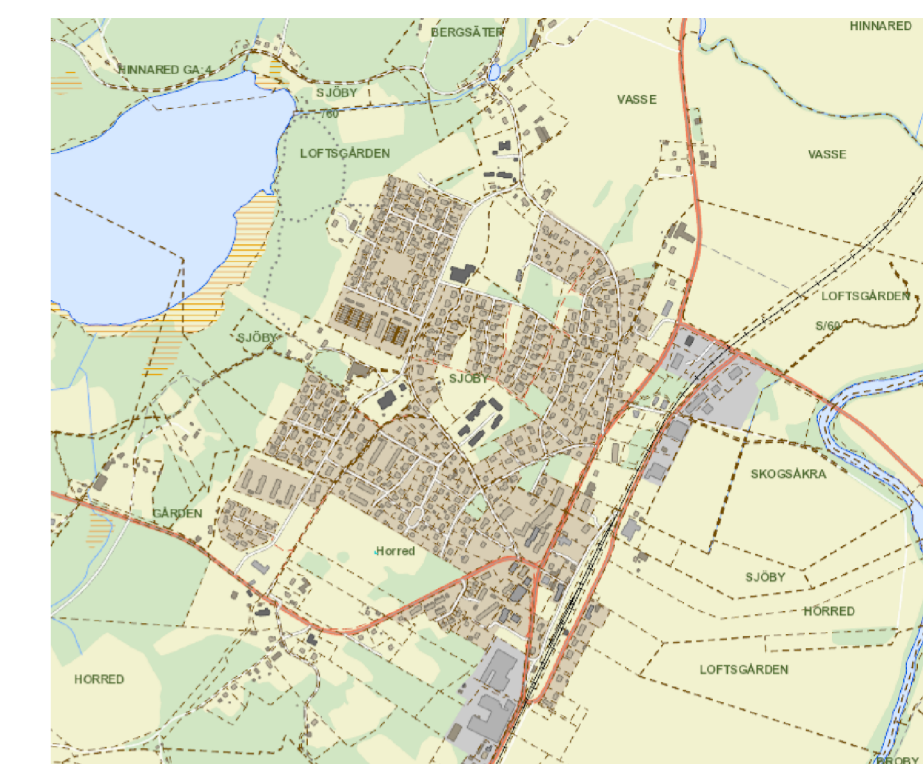 BERGSÄTER
HINNARED
HINNARED GA:4
SJÖBY
VASSE
/60
LOFTSGÅRDEN
VASSE
LOFTSGÅRDEN
S/60
SJÖBY
SJÖBY
SKOGSÅKRA
GÅRDEN
Horred
SJÖBY
HORRED
LOFTSGÅRDEN
HORRED
BROBY